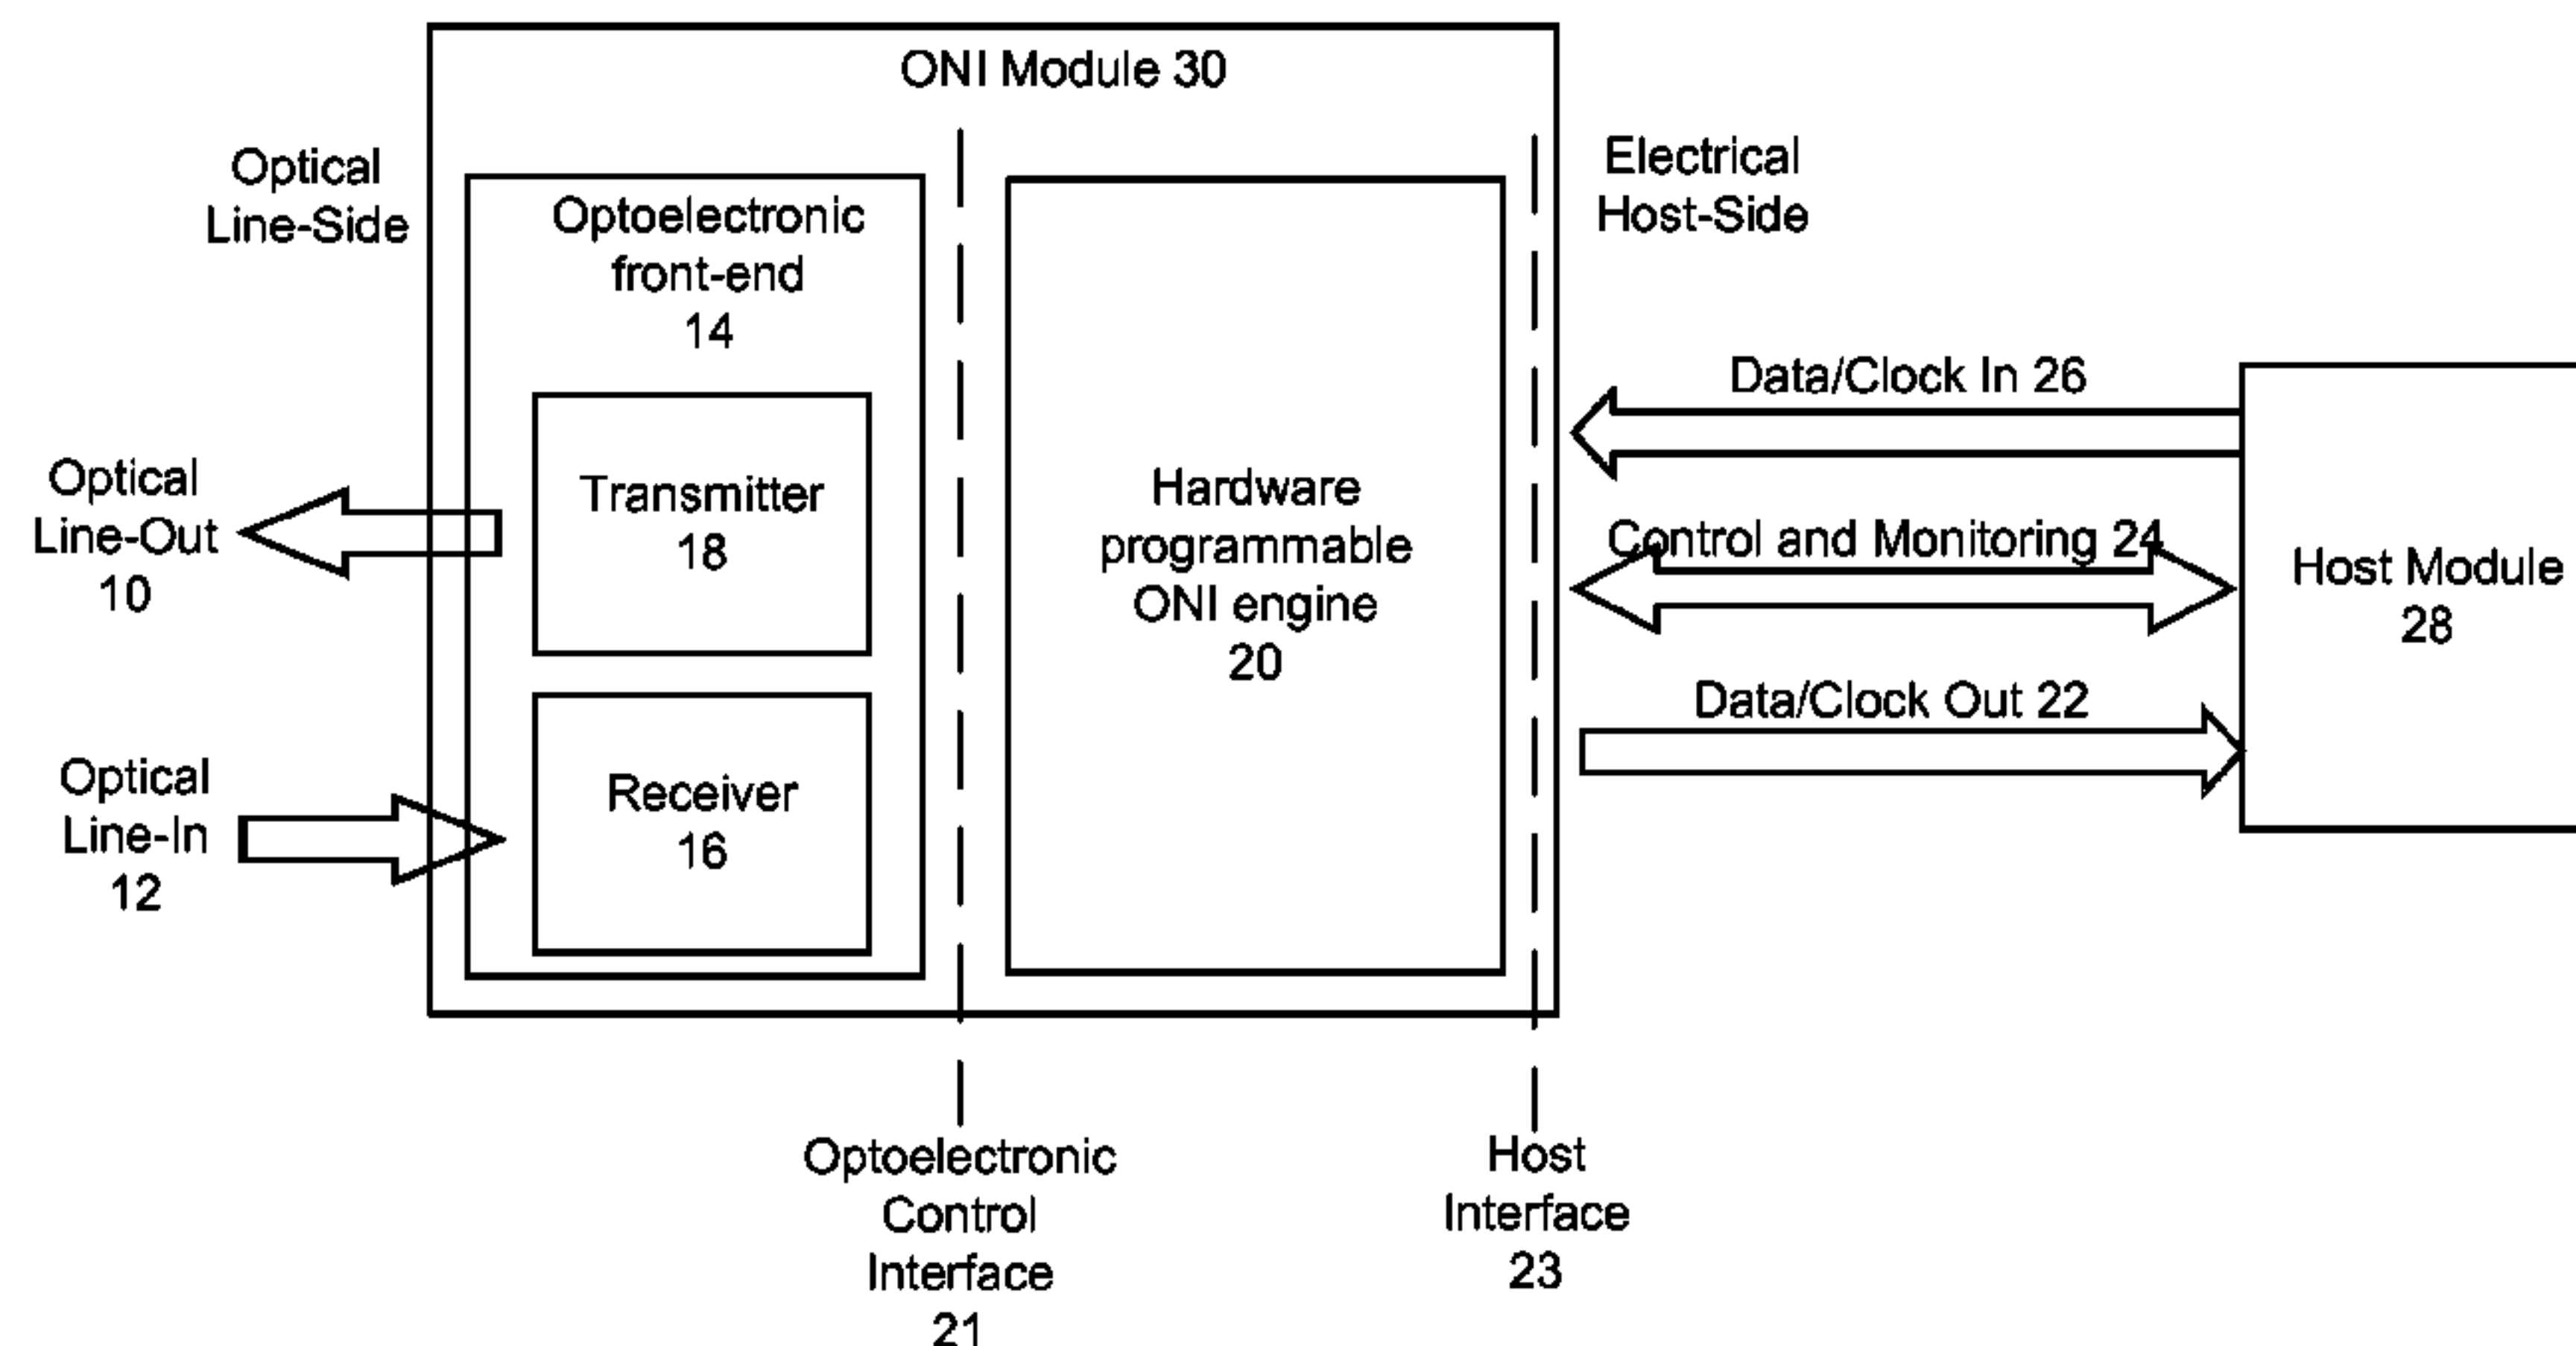 ONI Module 30
Optical
Line-Side
Optoelectronic
front-end
14
Electrical
Host-Side
Transmitter
18
Receiver
16
Hardware
programmable
ONI engine
20
Optical
Line-Out
10
Optical
Line-In
12
Data/Clock In 26
Control and Monitoring 24
Data/Clock Out 22
Host Module
28
Optoelectronic
Control
Interface
21
Host
Interface
23